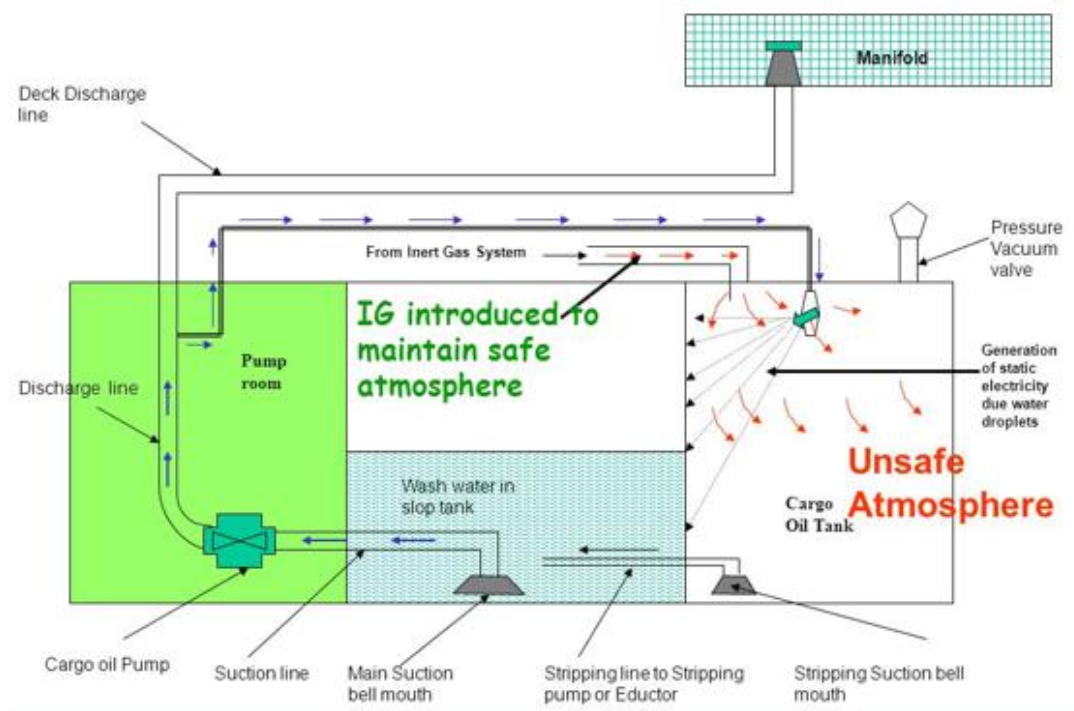 Manifold
Deck Discharge
line
Pressure
Vacuum
valve
From Inert Gas System
IG introduced to
maintain safe
atmosphere
Pump
room
Generation
of static
electricity
due water
droplets
Discharge line
Unsafe
Atmosphere
Wash water in
slop tank
Cargo
Oil Tank
Cargo oil Pump
Suction line
Main Suction
bell mouth
Stripping line to Stripping
pump or Eductor
Stripping Suction bell
mouth